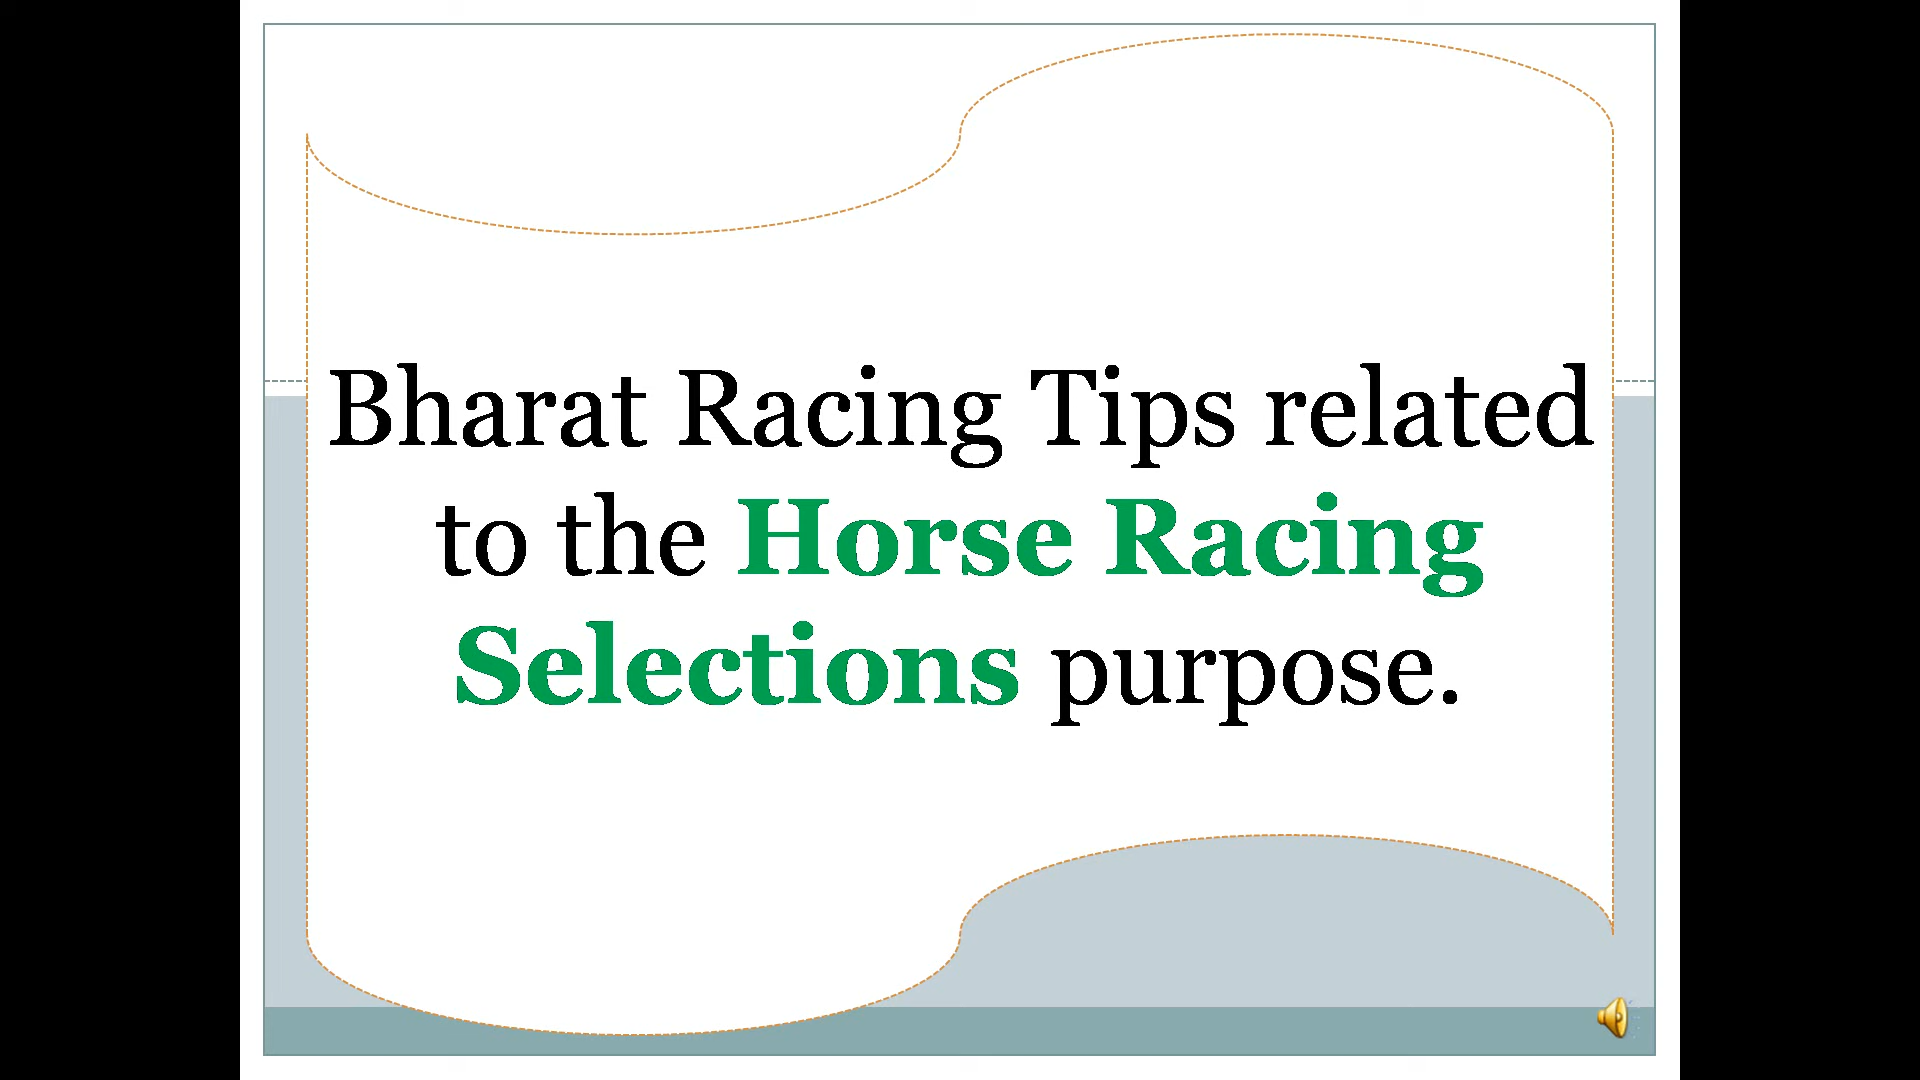 Bharat Racing Tips related
to the Horse Racing
Selections purpose.